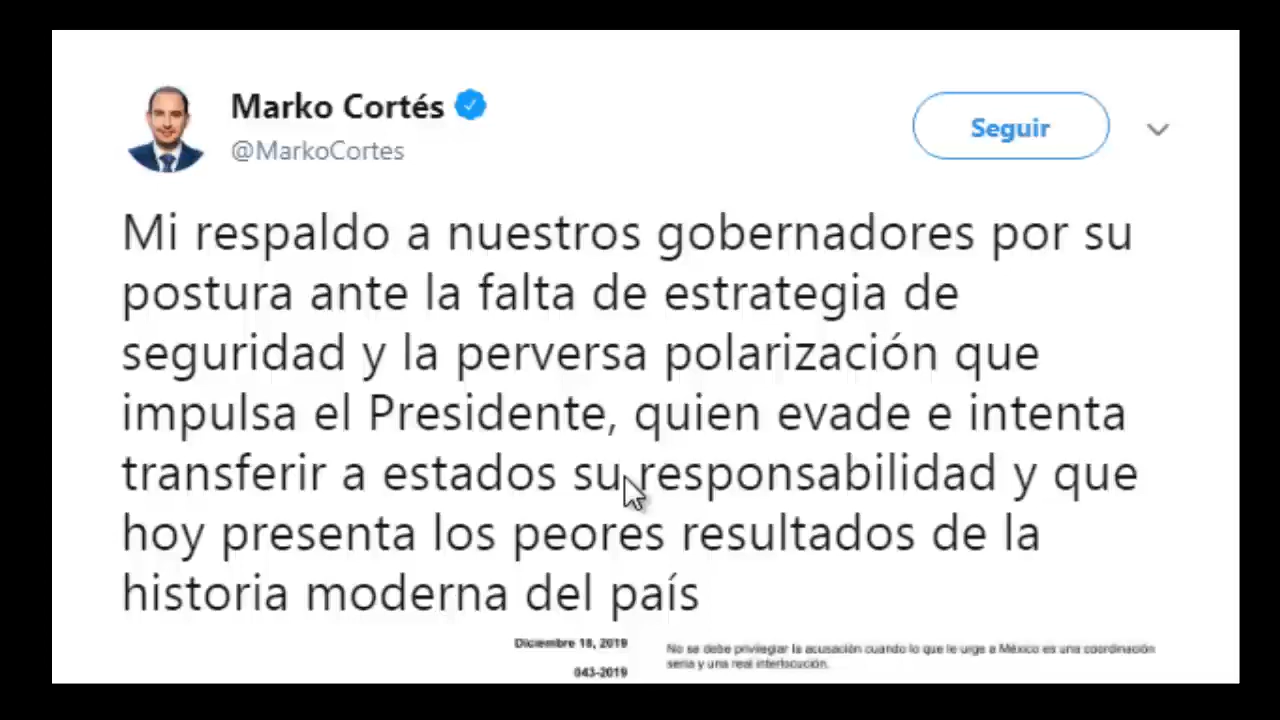 Marko Cortés
@MarkoCortes
Seguir
Mi respaldo a nuestros gobernadores por su
postura ante la falta de estrategia de
seguridad y la perversa polarización que
impulsa el Presidente, quien evade e intenta
transferir a estados su responsabilidad y que
hoy presenta los peores resultados de la
historia moderna del país
Diciembre 18, 2019
043-2019
No se debe privilegiar la acusación cuando lo que le urge a México es una coordinación
seria y una real interlocución.